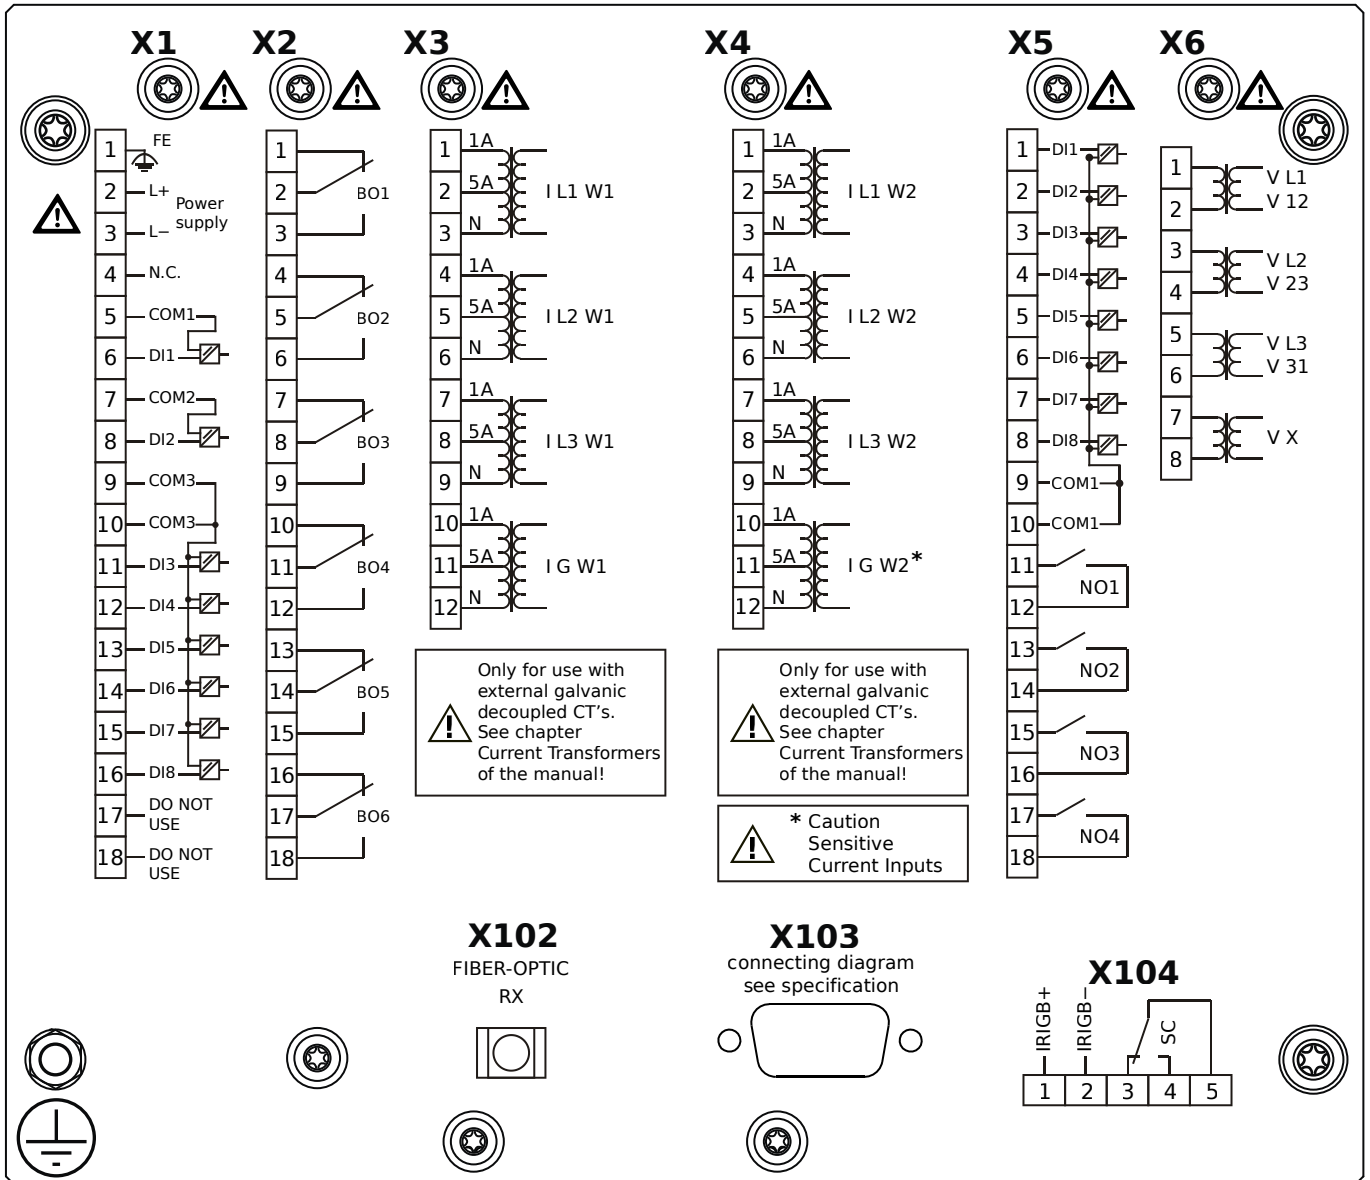 X1
1
FE
2
L+
Power
supply
3
L−
4
N.C.
5
COM1
6
DI1
7
COM2
8
DI2
9
COM3
10
COM3
11
DI3
12
DI4
13
DI5
14
DI6
15
DI7
16
DI8
17
DO NOT
USE
18
DO NOT
USE
X2
1
2
BO1
3
4
5
BO2
6
7
8
BO3
9
10
11
BO4
12
13
14
BO5
15
16
17
BO6
18
X3
1
1A
2
5A
I L1 W1
3
N
4
1A
5
5A
I L2 W1
6
N
7
1A
8
5A
I L3 W1
9
N
10
1A
11
5A
I G W1
12
N
Only for use with
external galvanic
decoupled CT's.
See chapter
Current Transformers
of the manual!
X4
1
1A
2
5A
I L1 W2
3
N
4
1A
5
5A
I L2 W2
6
N
7
1A
8
5A
I L3 W2
9
N
10
1A
11
5A
I G W2*
12
N
Only for use with
external galvanic
decoupled CT's.
See chapter
Current Transformers
of the manual!
* Caution
Sensitive
Current Inputs
X5
1
DI1
2
DI2
3
DI3
4
DI4
5
DI5
6
DI6
7
DI7
8
DI8
9
COM1
10
COM1
11
NO1
12
13
NO2
14
15
NO3
16
17
NO4
18
X6
1
V L1
V 12
2
3
V L2
V 23
4
5
V L3
V 31
6
7
V X
8
X102
FIBER-OPTIC
RX
X103
connecting diagram
see specification
X104
IRIGB+
IRIGB−
SC
1 2 3 4 5